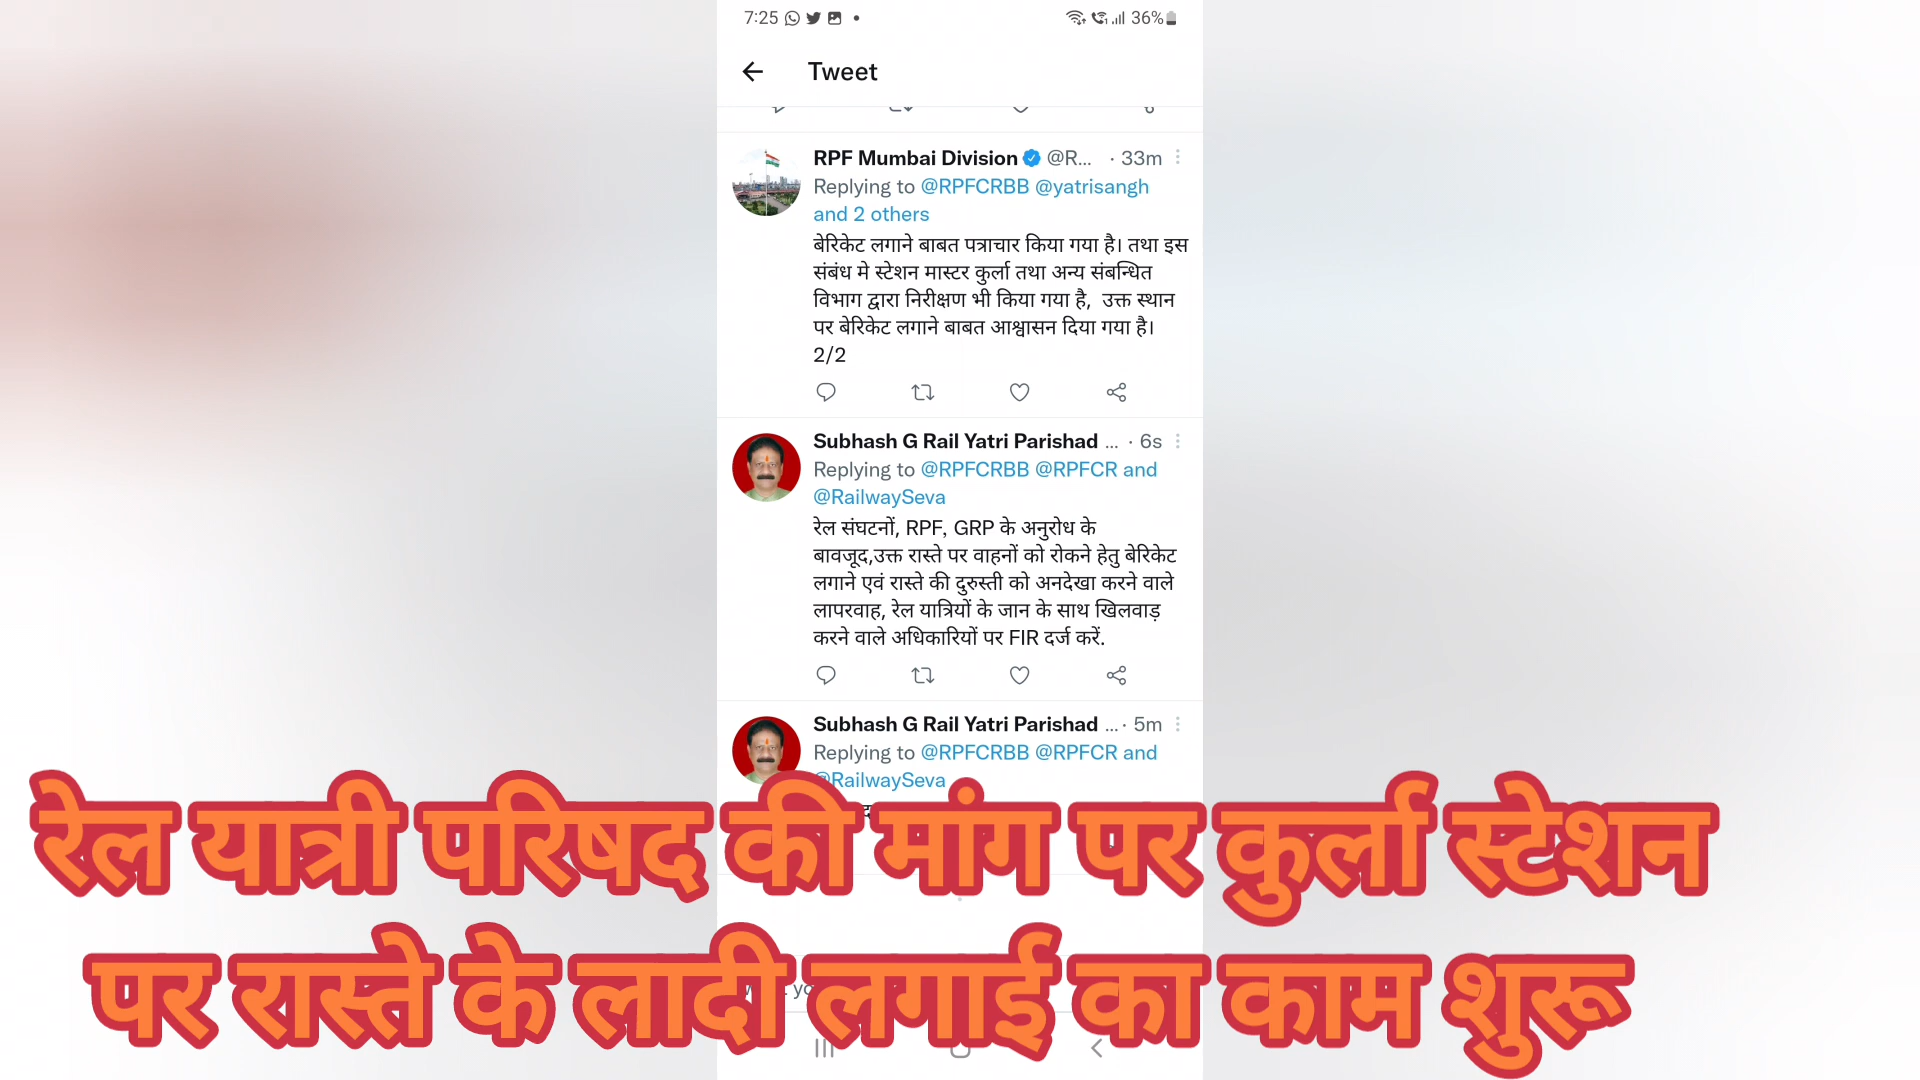 7:25
36%
Tweet
RPF Mumbai Division @R... · 33m
Replying to @RPFCRBB @yatrisangh
and 2 others
बेरिकेट लगाने बाबत पत्राचार किया गया है। तथा इस
संबंध मे स्टेशन मास्टर कुर्ला तथा अन्य संबन्धित
विभाग द्वारा निरीक्षण भी किया गया है, उक्त स्थान
पर बेरिकेट लगाने बाबत आश्वासन दिया गया है।
2/2
Subhash G Rail Yatri Parishad ... · 6s
Replying to @RPFCRBB @RPFCR and
@RailwaySeva
रेल संघटनों, RPF, GRP के अनुरोध के
बावजूद,उक्त रास्ते पर वाहनों को रोकने हेतु बेरिकेट
लगाने एवं रास्ते की दुरुस्ती को अनदेखा करने वाले
लापरवाह, रेल यात्रियों के जान के साथ खिलवाड़
करने वाले अधिकारियों पर FIR दर्ज करें.
Subhash G Rail Yatri Parishad ... · 5m
Replying to @RPFCRBB @RPFCR and
@RailwaySeva
रेल यात्री परिषद की मांग पर कुर्ला स्टेशन
पर रास्ते के लादी लगाई का काम शुरू